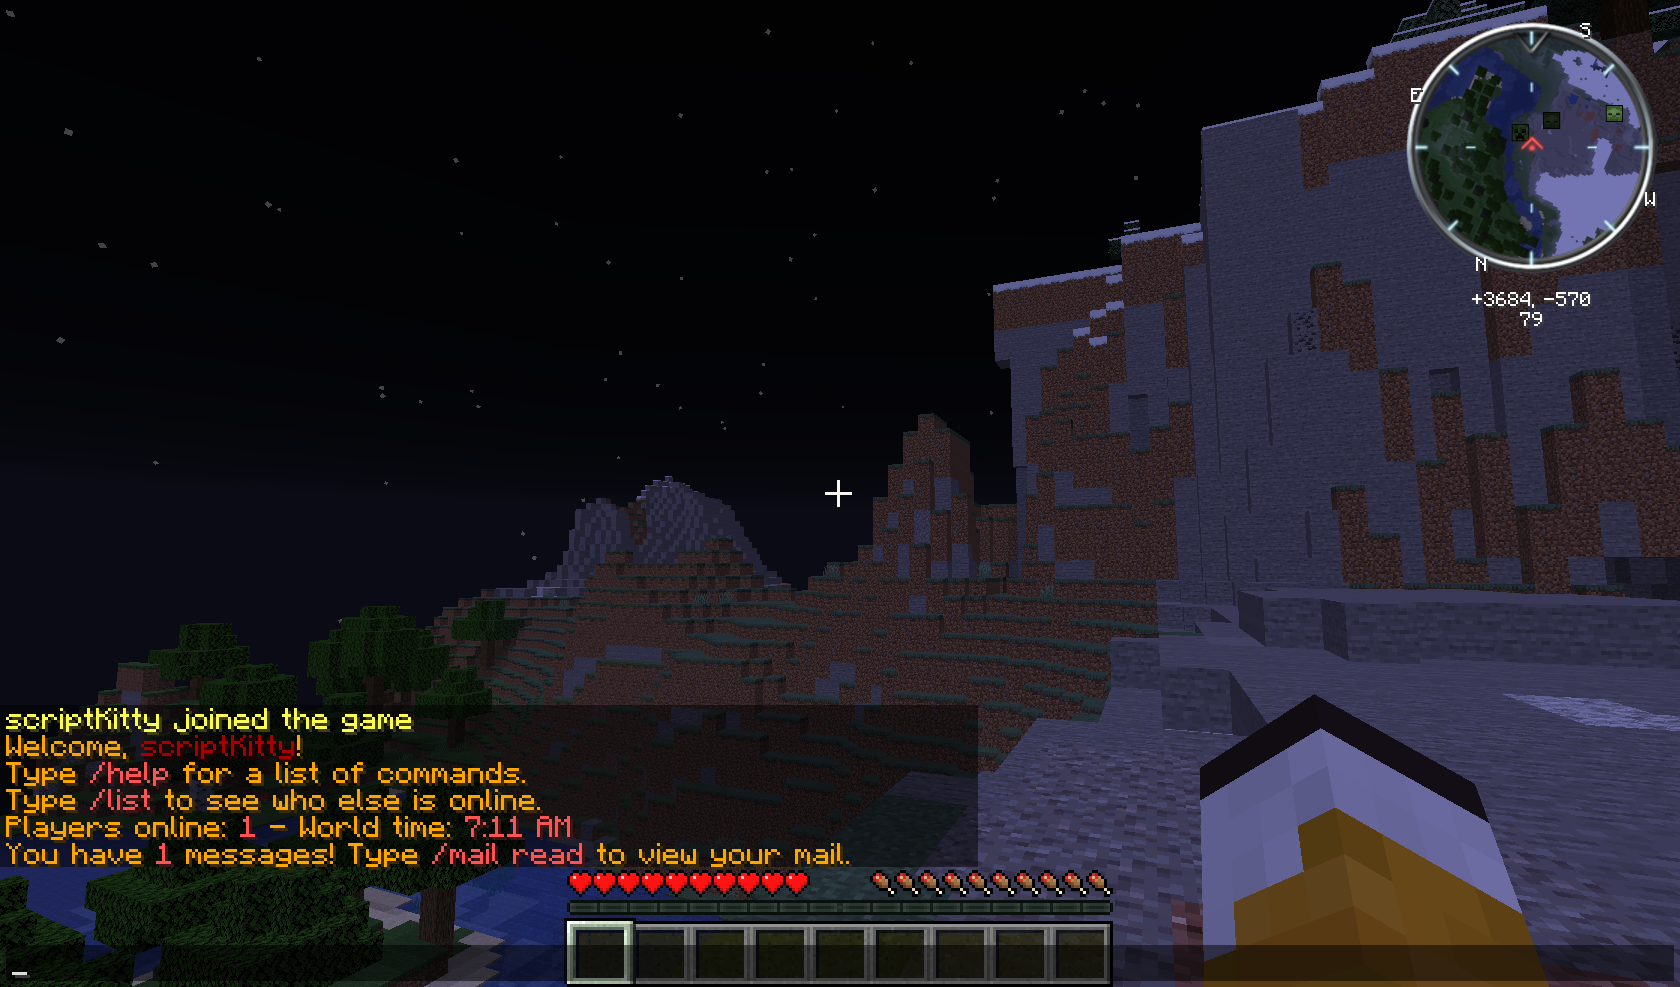 S
E
W
N
+3684, -570
79
scriptKitty joined the game
Welcome, scriptKitty!
Type /help for a list of commands.
Type /list to see who else is online.
Players online: 1 - World time: 7:11 AM
You have 1 messages! Type /mail read to view your mail.
_